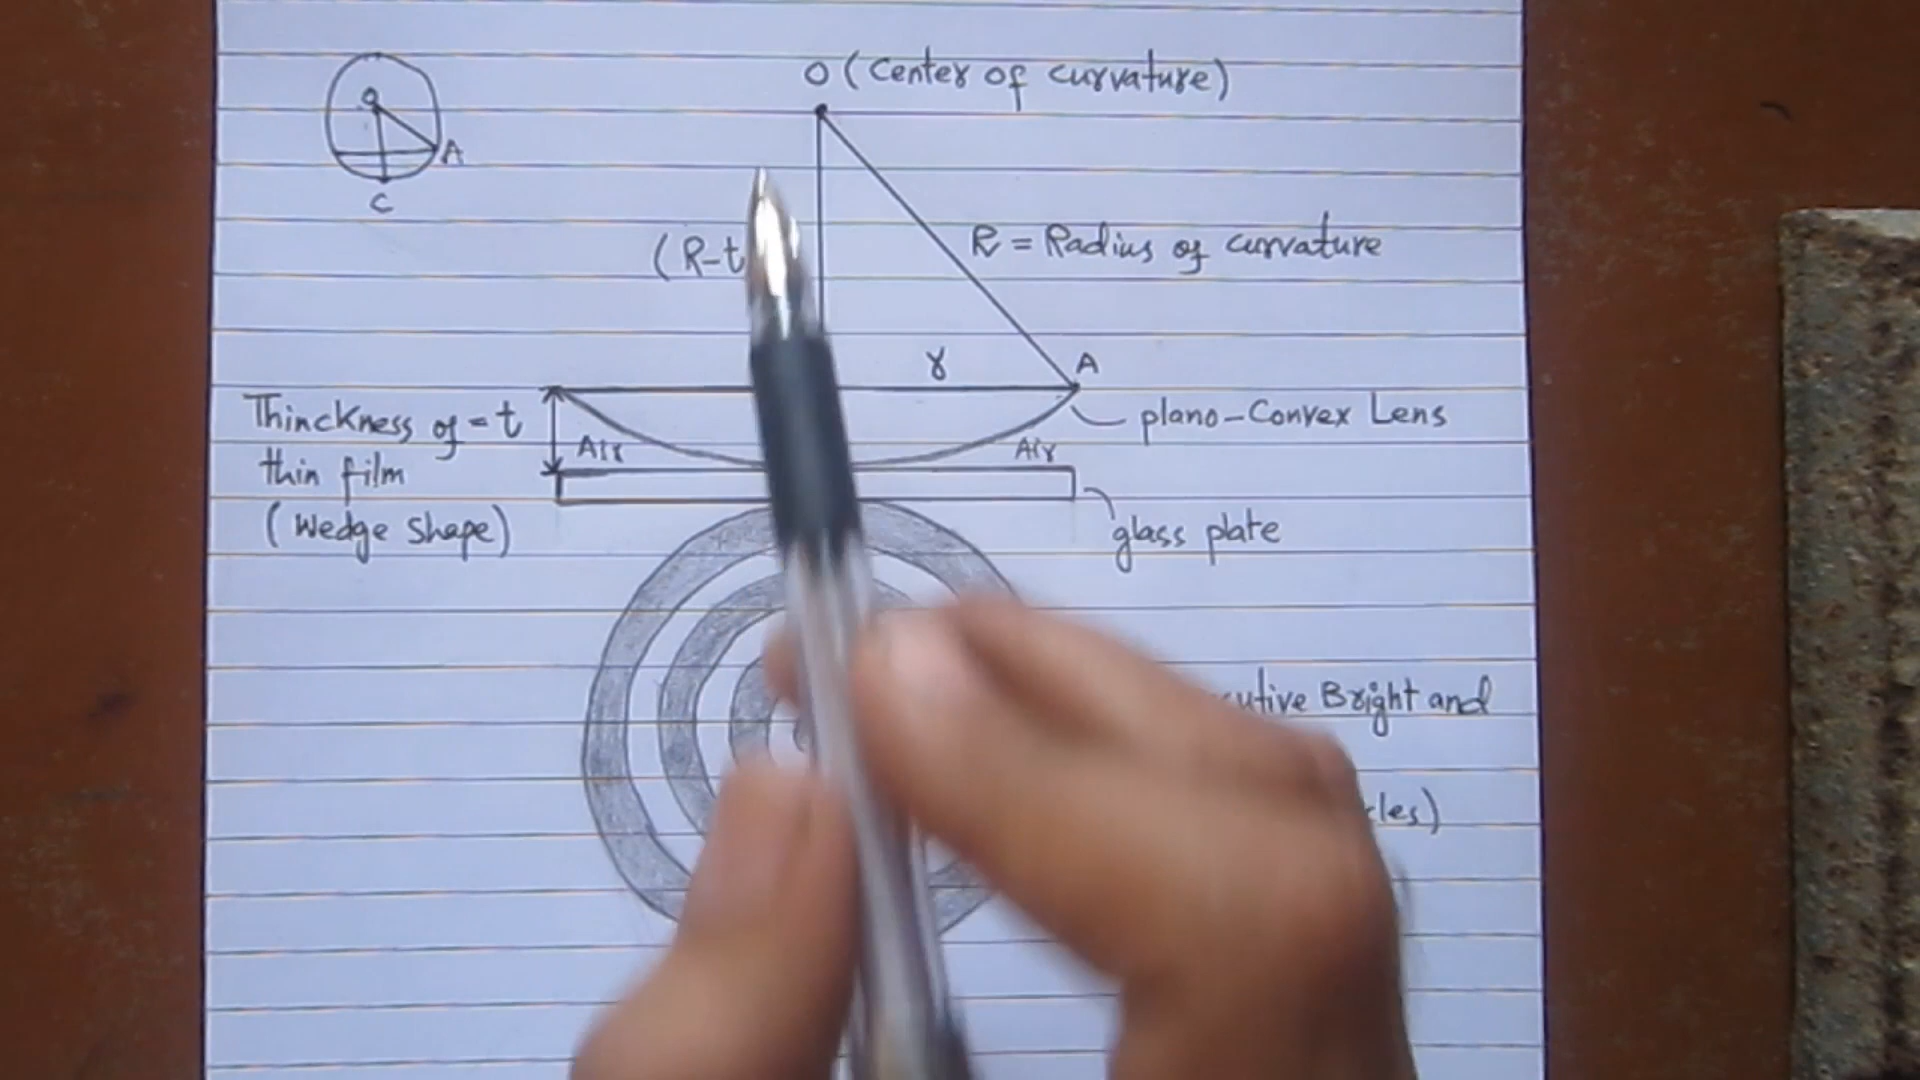 O (Center of curvature)
O
A
C
(R-t
R = Radius of curvature
r
A
Thinckness of = t
thin film
(Wedge shape)
Air
Air
plano-Convex Lens
glass plate
Bright and